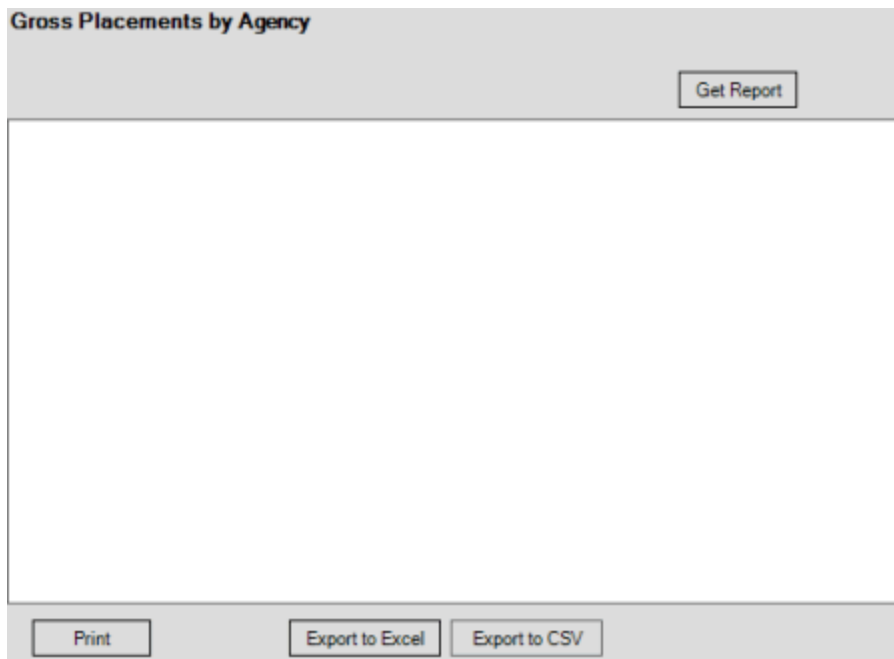 Gross Placements by Agency
Get Report
Print
Export to Excel
Export to CSV